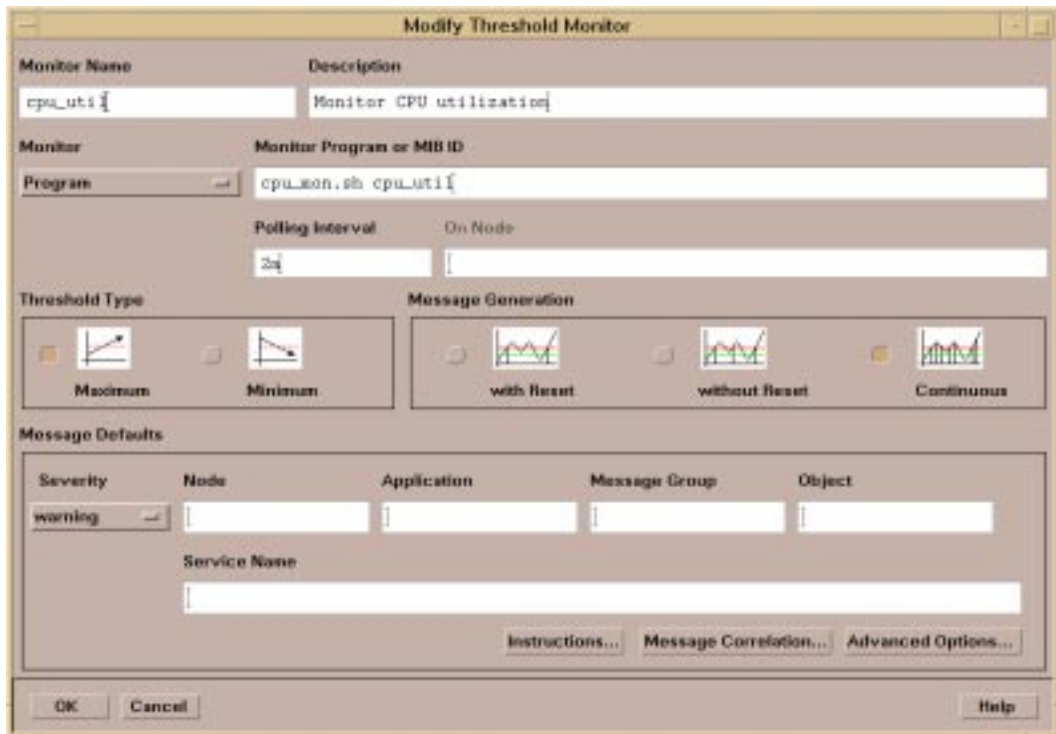 Modify Threshold Monitor
Monitor Name Description
cpu_util Monitor CPU utilization
Monitor Monitor Program or MIB ID
Program cpu_mon.sh cpu_util
Polling Interval On Node
2m
Threshold Type Message Generation
Maximum Minimum with Reset without Reset Continuous
Message Defaults
Severity Node Application Message Group Object
warning
Service Name
Instructions... Message Correlation... Advanced Options...
OK Cancel Help